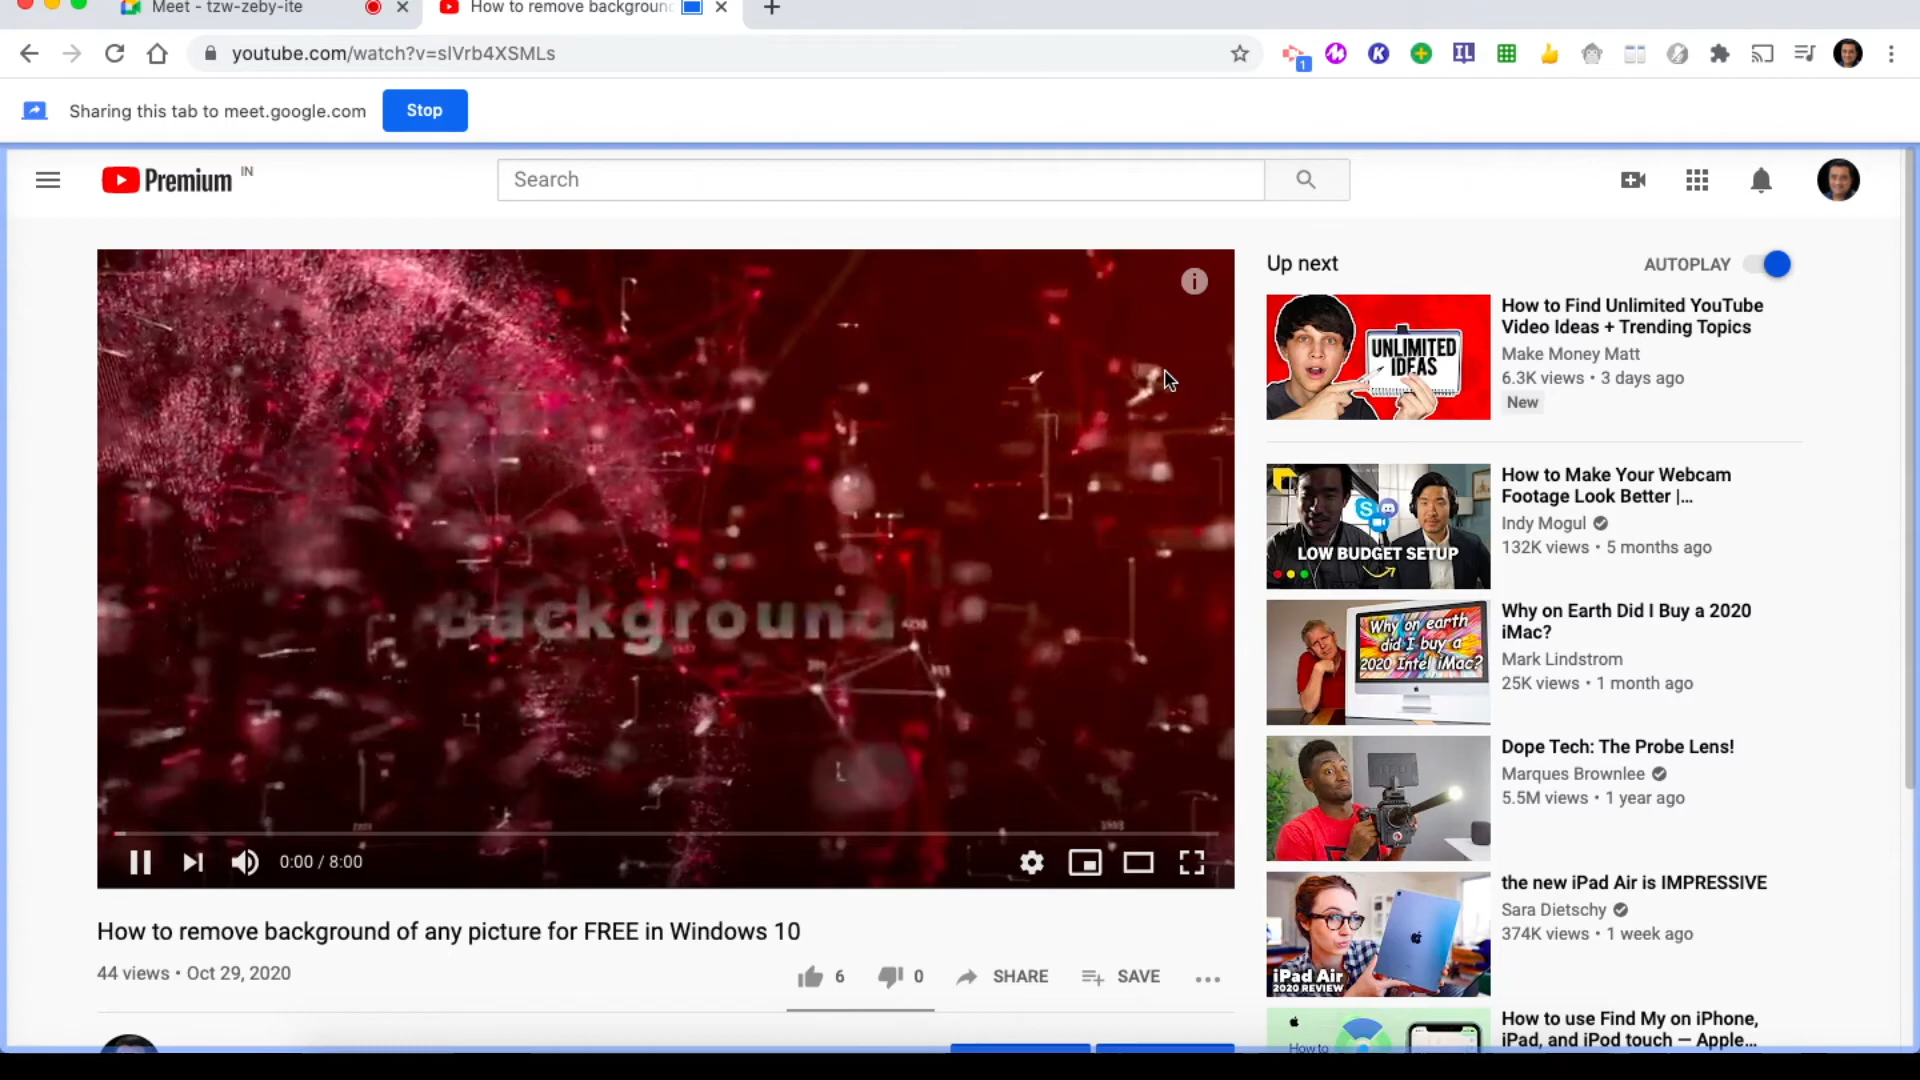 Meet - tzw-zeby-ite
How to remove background
youtube.com/watch?v=slVrb4XSMLs
1
IL
K
Sharing this tab to meet.google.com
Stop
Premium IN
Search
Background
0:00 / 8:00
How to remove background of any picture for FREE in Windows 10
44 views • Oct 29, 2020
6
0
SHARE
SAVE
Up next
AUTOPLAY
UNLIMITED
IDEAS
How to Find Unlimited YouTube
Video Ideas + Trending Topics
Make Money Matt
6.3K views • 3 days ago
New
LOW BUDGET SETUP
How to Make Your Webcam
Footage Look Better |...
Indy Mogul
132K views • 5 months ago
Why on earth
did I buy a
2020 Intel iMac?
Why on Earth Did I Buy a 2020
iMac?
Mark Lindstrom
25K views • 1 month ago
Dope Tech: The Probe Lens!
Marques Brownlee
5.5M views • 1 year ago
iPad Air
2020 REVIEW
the new iPad Air is IMPRESSIVE
Sara Dietschy
374K views • 1 week ago
How to
How to use Find My on iPhone,
iPad, and iPod touch — Apple...